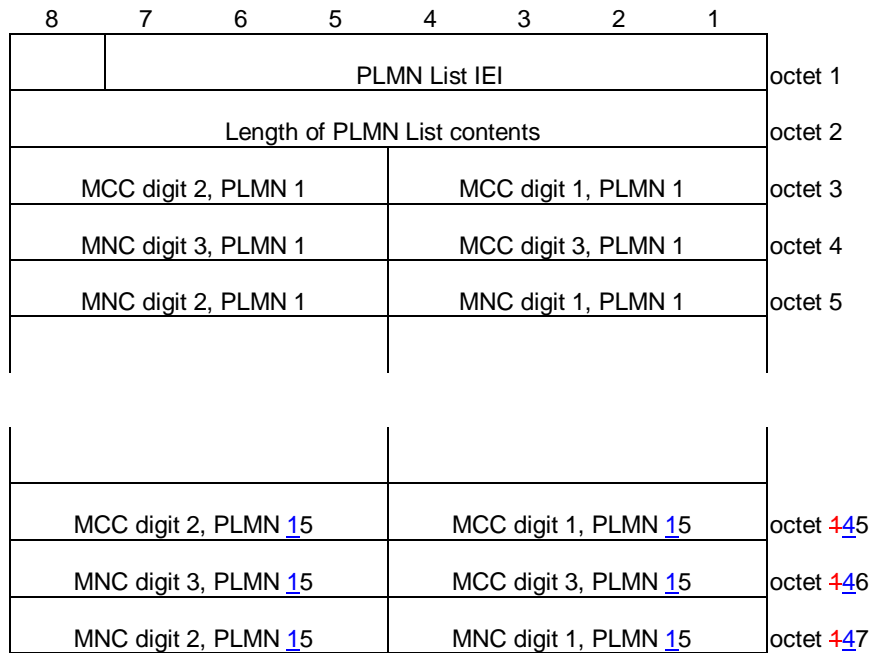 8 7 6 5 4 3 2 1
PLMN List IEI octet 1
Length of PLMN List contents octet 2
MCC digit 2, PLMN 1 MCC digit 1, PLMN 1 octet 3
MNC digit 3, PLMN 1 MCC digit 3, PLMN 1 octet 4
MNC digit 2, PLMN 1 MNC digit 1, PLMN 1 octet 5
MCC digit 2, PLMN 15 MCC digit 1, PLMN 15 octet 145
MNC digit 3, PLMN 15 MCC digit 3, PLMN 15 octet 146
MNC digit 2, PLMN 15 MNC digit 1, PLMN 15 octet 147